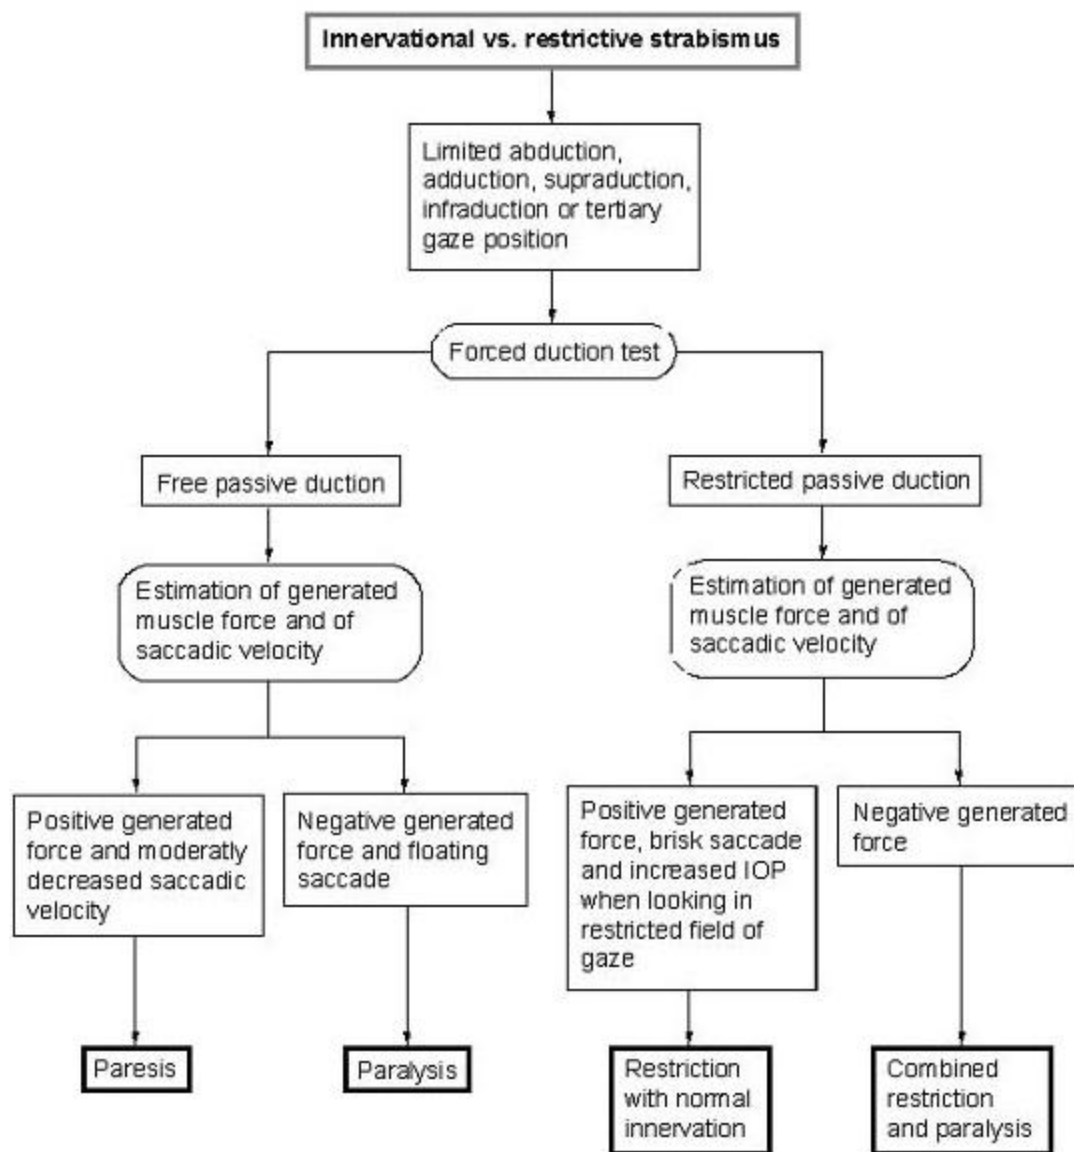 Innervational vs. restrictive strabismus
Limited abduction,
adduction, supraduction,
infraduction or tertiary
gaze position
Forced duction test
Free passive duction
Restricted passive duction
Estimation of generated
muscle force and of
saccadic velocity
Estimation of generated
muscle force and of
saccadic velocity
Positive generated
force and moderatly
decreased saccadic
velocity
Negative generated
force and floating
saccade
Positive generated
force, brisk saccade
and increased IOP
when looking in
restricted field of
gaze
Negative generated
force
Paresis
Paralysis
Restriction
with normal
innervation
Combined
restriction
and paralysis